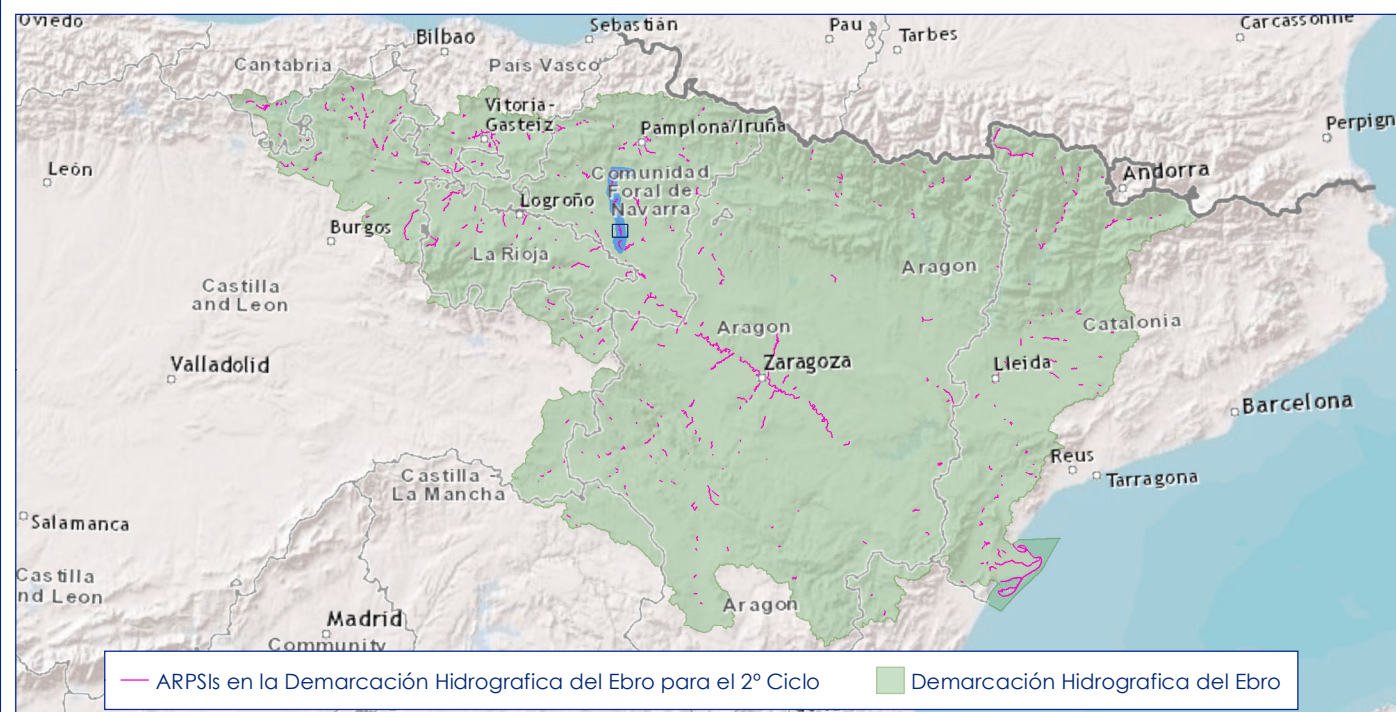 Oviedo
Sebastián
Pau
Carcassonne
Bilbao
Tarbes
Cantabria
País Vasco
Vitoria-
Gasteiz
Pamplona/Iruña
Perpign
León
Comunidad
Foral de
Navarra
Andorra
Logroño
Burgos
La Rioja
Aragon
Castilla
and Leon
Aragon
Catalonia
Valladolid
Zaragoza
Lleida
Barcelona
Reus
Castilla
La Mancha
Tarragona
Salamanca
Castilla
nd Leon
Aragon
Madrid
Community
ARPSIs en la Demarcación Hidrografica del Ebro para el 2º Ciclo
Demarcación Hidrografica del Ebro